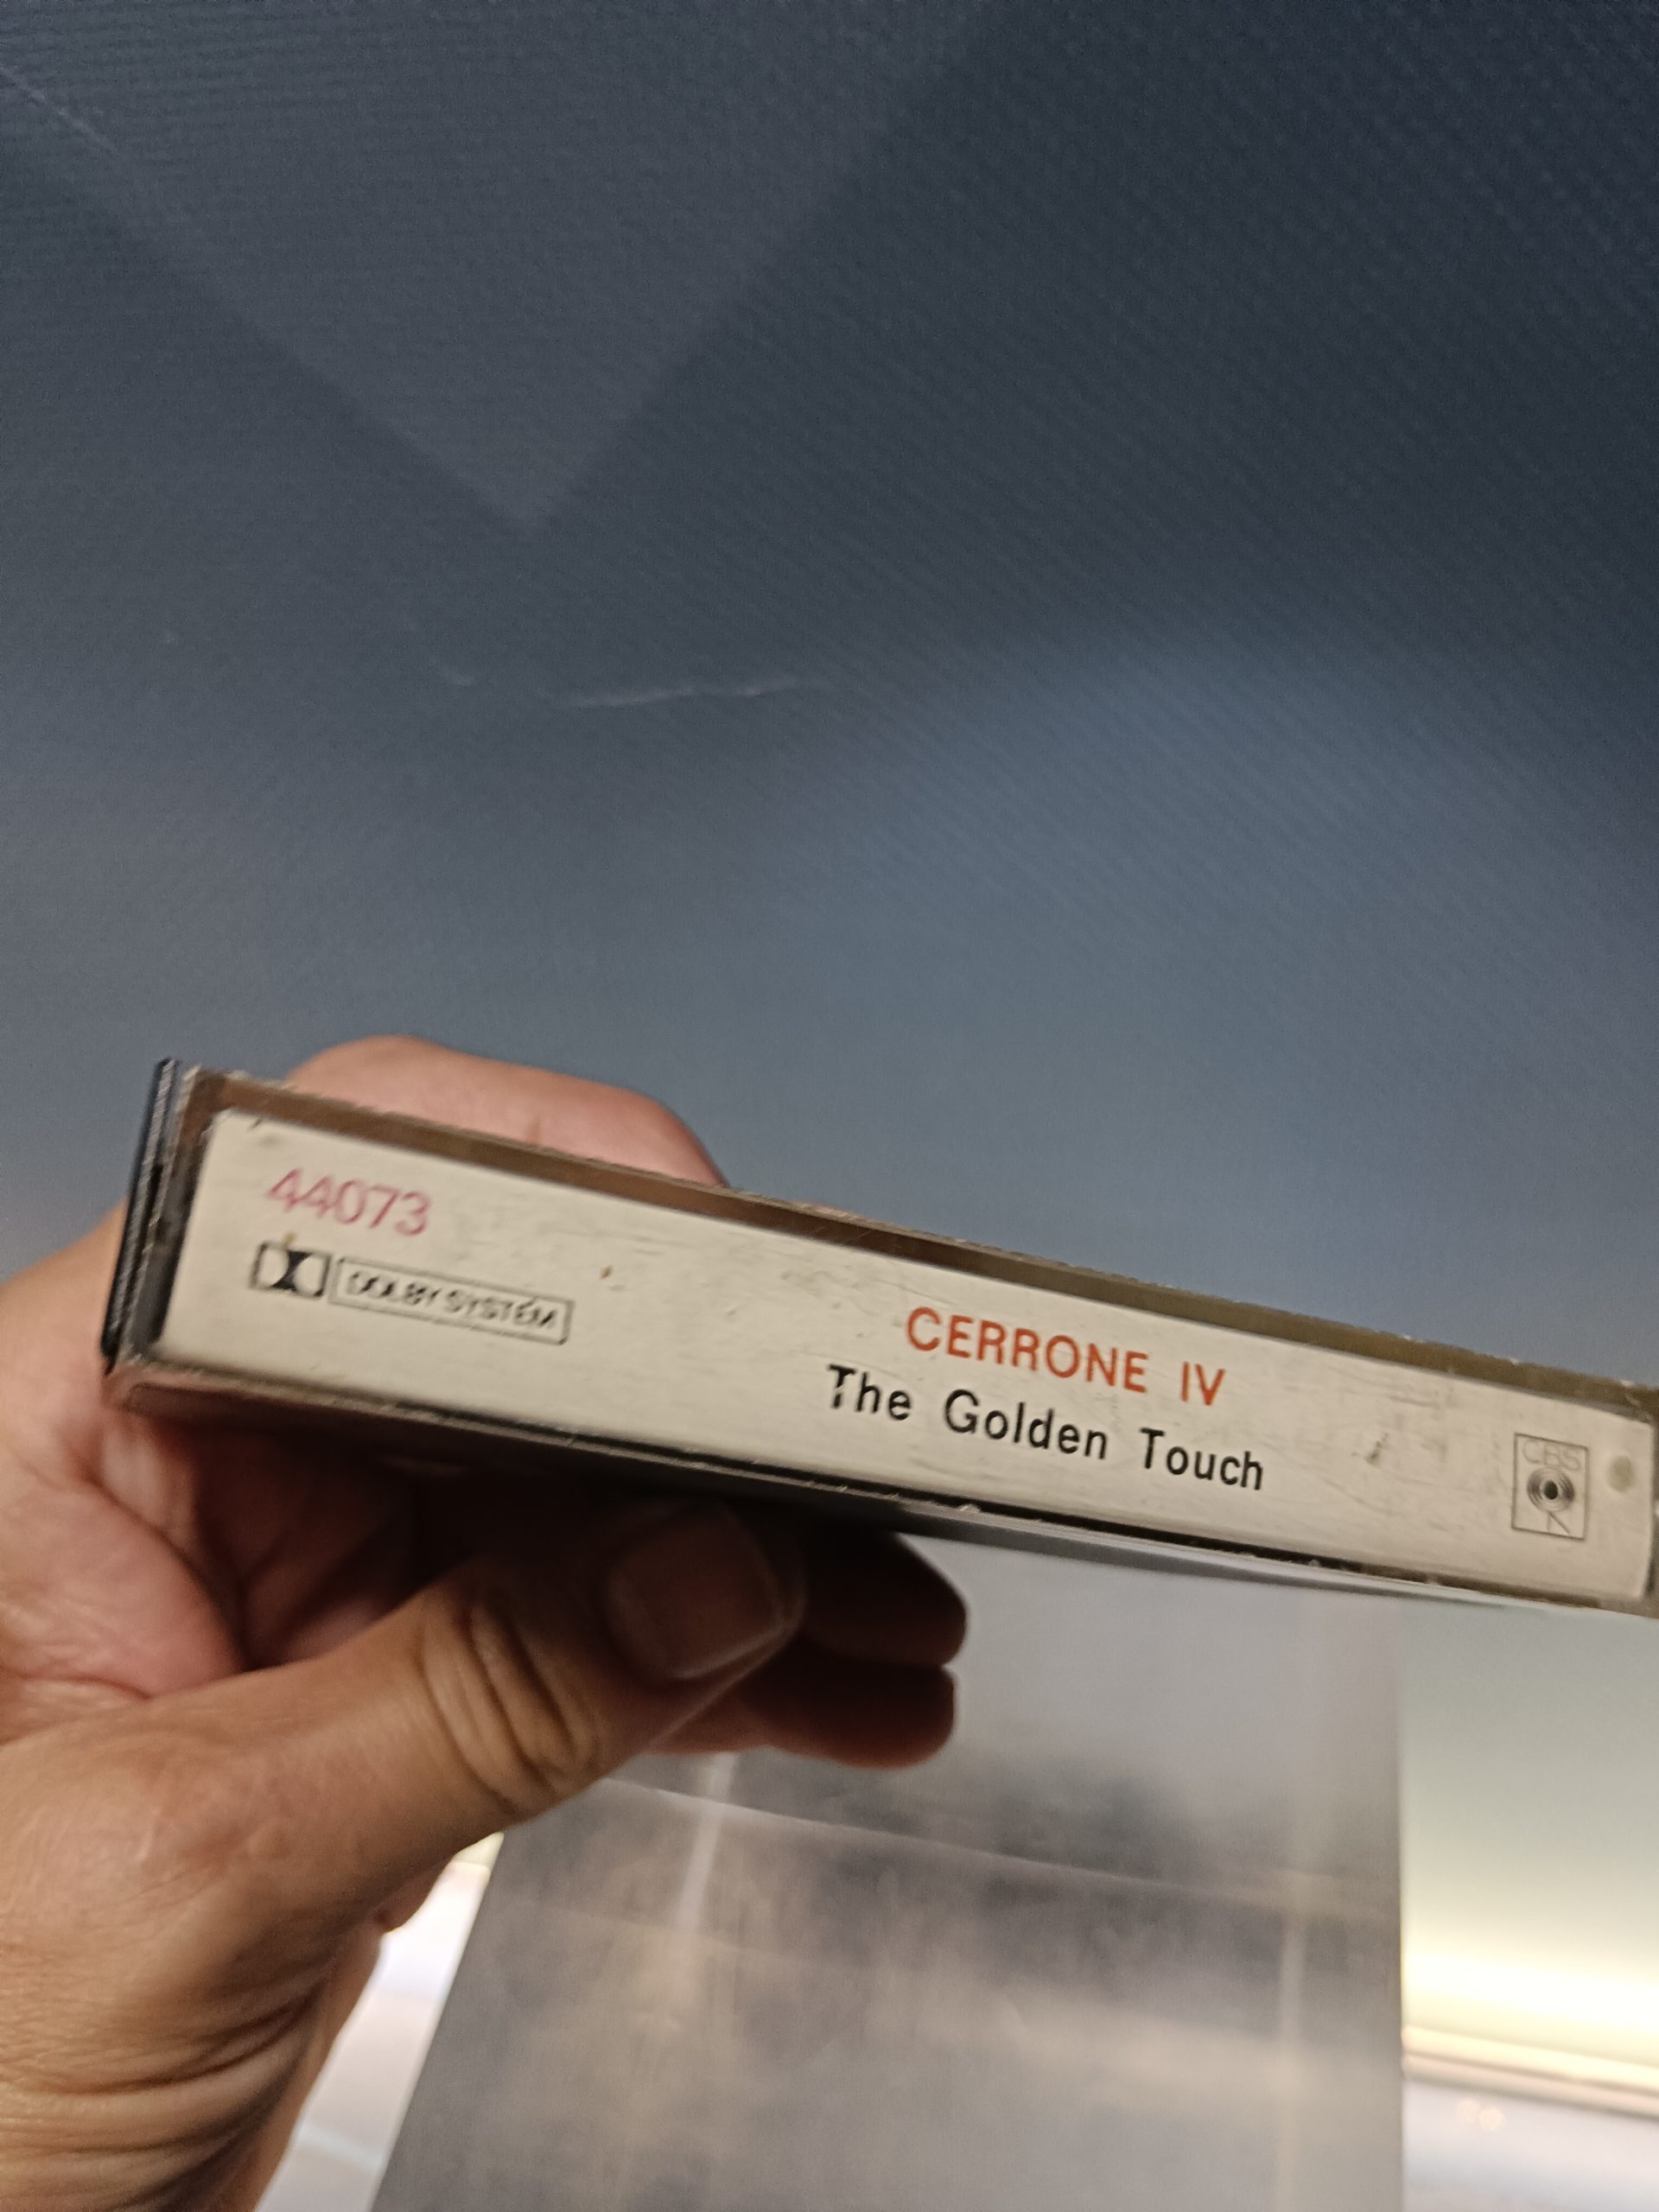 44073
DOLBY SYSTEM
CERRONE IV
The Golden Touch
CBS